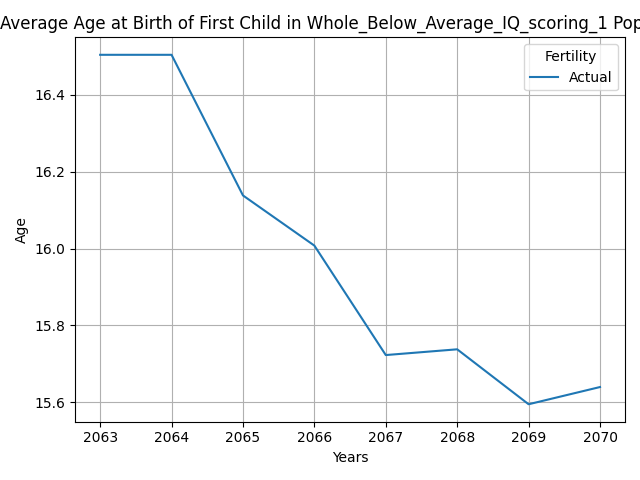 Average Age at Birth of First Child in Whole_Below_Average_IQ_scoring_1 Pop
Fertility
Actual
16.4
16.2
16.0
15.8
15.6
Age
2063 2064 2065 2066 2067 2068 2069 2070
Years